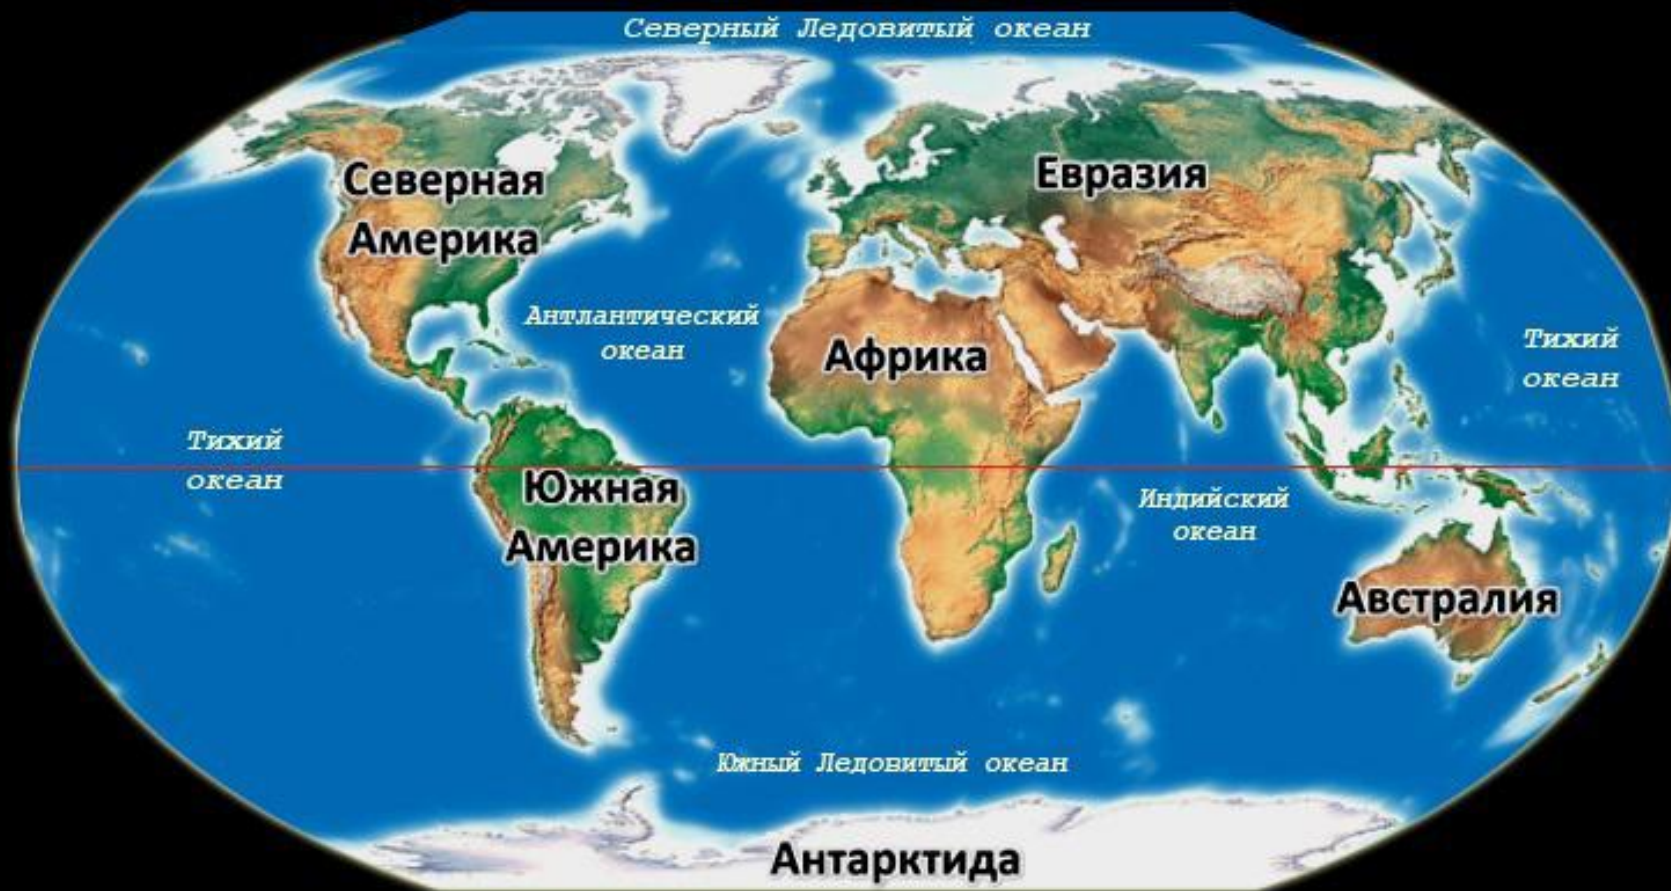 Северный Ледовитый океан
Северная
Америка
Евразия
Антлантический
океан
Африка
Тихий
океан
Тихий
океан
Южная
Америка
Индийский
океан
Австралия
Южный Ледовитый океан
Антарктида